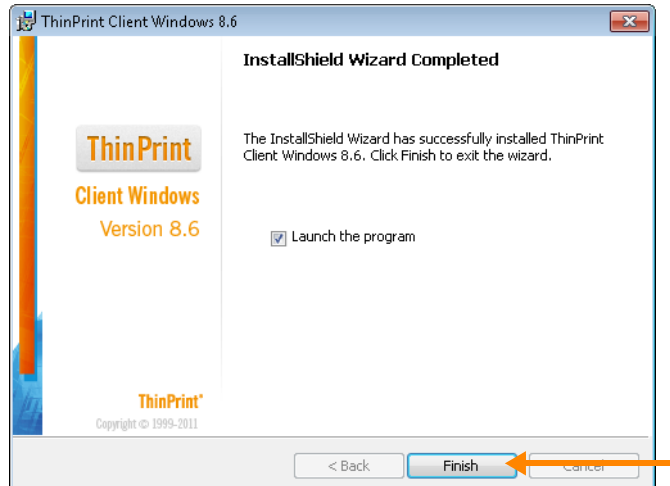 ThinPrint Client Windows 8.6
InstallShield Wizard Completed
The InstallShield Wizard has successfully installed ThinPrint
Client Windows 8.6. Click Finish to exit the wizard.
ThinPrint
Client Windows
Version 8.6
Launch the program
ThinPrint®
Copyright © 1999-2011
< Back
Finish
Cancel